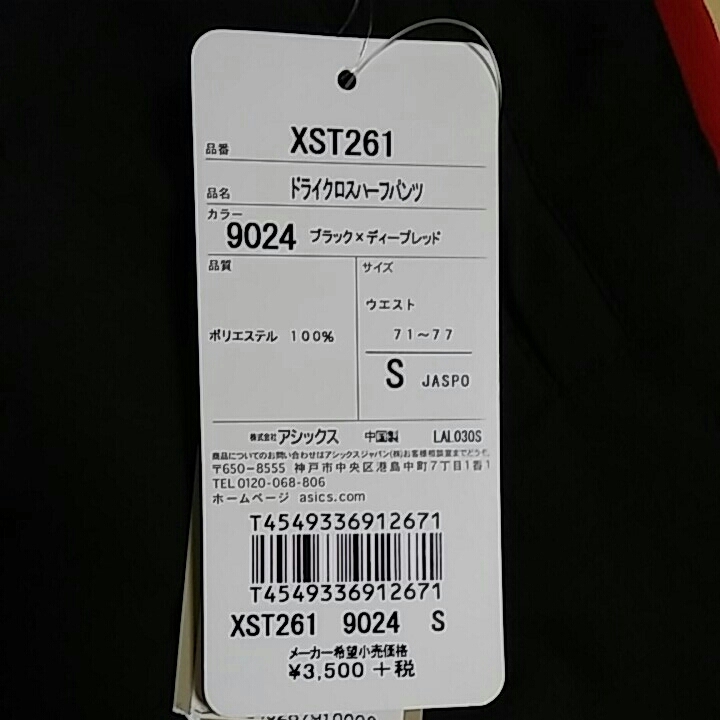 品番 XST261
品名 ドライクロスハーフパンツ
カラー
9024 ブラック×ディープレッド
品質 サイズ
ウエスト
ポリエステル 100% 71～77
S JASPO
株式会社アシックス 中国製 LAL030S
商品についてのお問い合わせはアシックスジャパン(株)お客様相談室までどうぞ。
〒650-8555 神戸市中央区港島中町7丁目1番1
TEL0120-068-806
ホームページ asics.com
T4549336912671
T4549336912671
XST261 9024 S
メーカー希望小売価格
¥3,500 +税